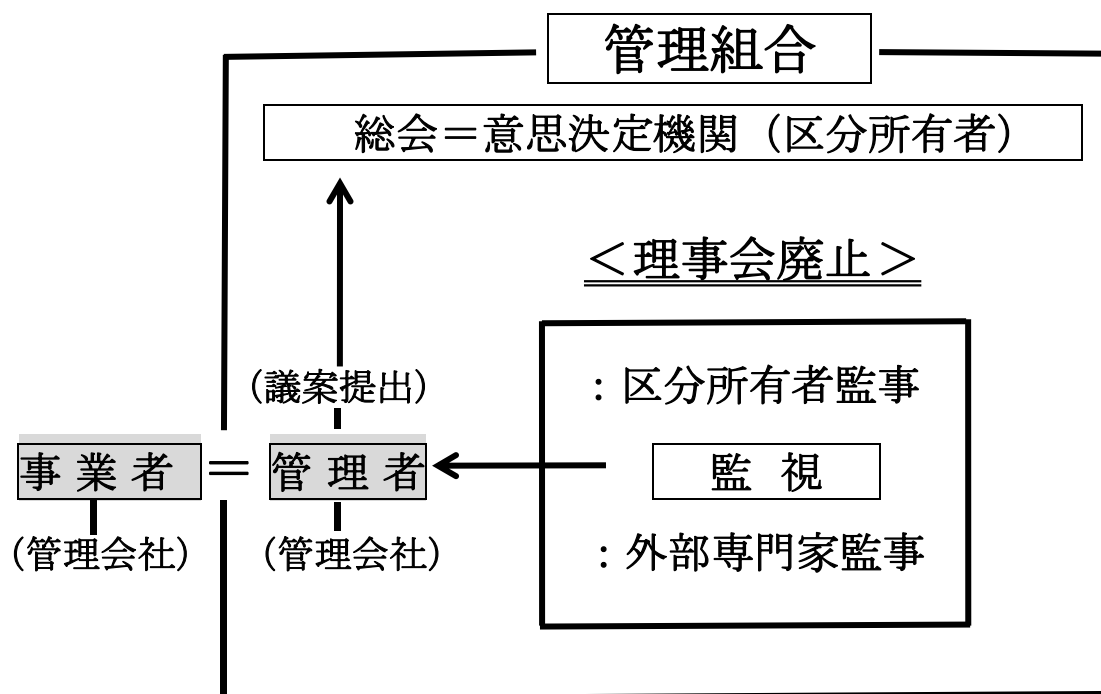 管理組合
総会＝意思決定機関（区分所有者）
＜理事会廃止＞
（議案提出）
：区分所有者監事
事業者 ＝ 管理者
監 視
（管理会社）
（管理会社）
：外部専門家監事